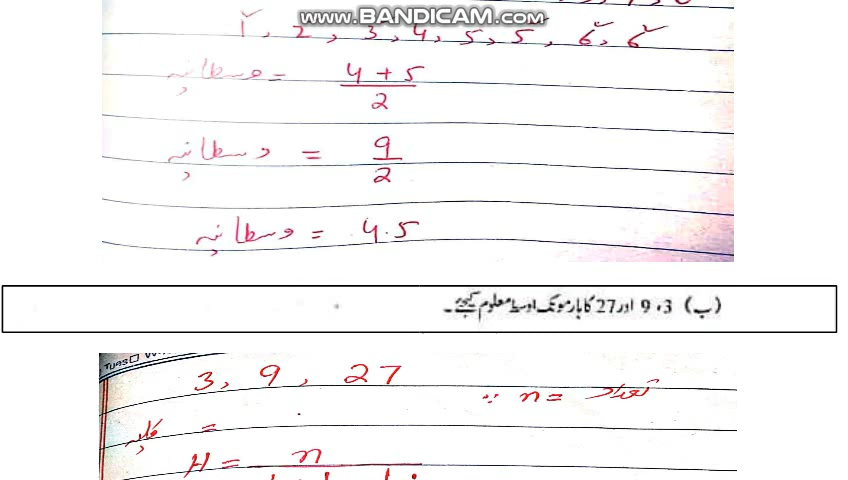 www.BANDICAM.com
1, 2, 3, 4, 5, 5, 6, 6
وسطانیہ = 4 + 5 / 2
وسطانیہ = 9 / 2
وسطانیہ = 4.5
(ب) 3، 9 اور 27 کا ہارمونک اوسط معلوم کیجئے۔
3, 9, 27
∵ n = تعداد
کلیہ =
H = n